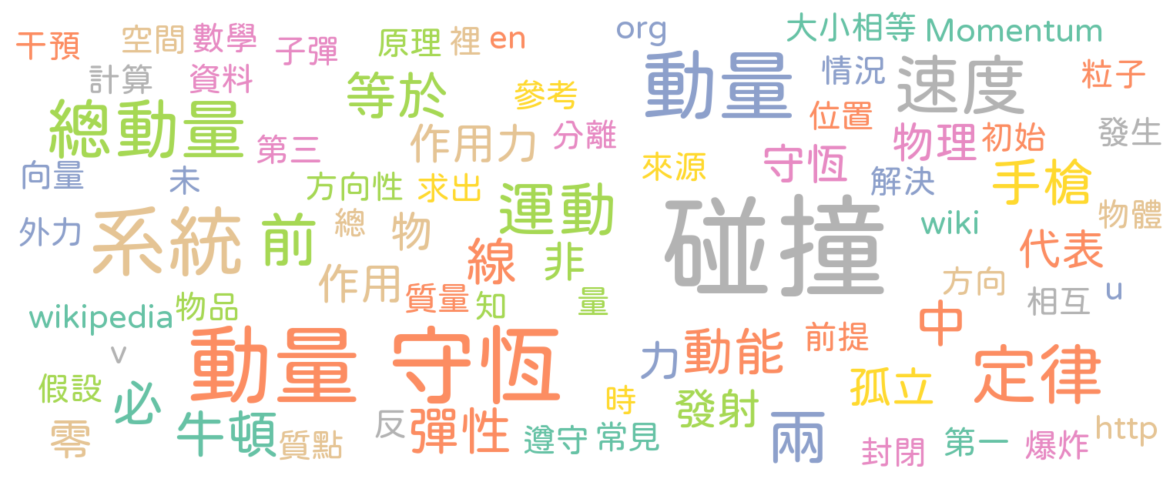 干預 空間 數學 子彈 原理 裡 en org 大小相等 Momentum
計算 資料 等於 參考 動量 情況 速度 粒子
總動量 第三 作用力 分離 位置 物理 初始 發生
向量 未 方向性 求出 來源 守恆 解決 手槍
外力 系統 前 總 物 運動 碰撞 wiki 物體
作用 線 非 代表
wikipedia 物品 質量 知 量 方向 相互 u
v 動量 守恆 力 動能 前提 中
假設 必 時 發射 孤立 定律
零 牛頓 質點 反 彈性 遵守 常見 兩 封閉 第一 爆炸 http